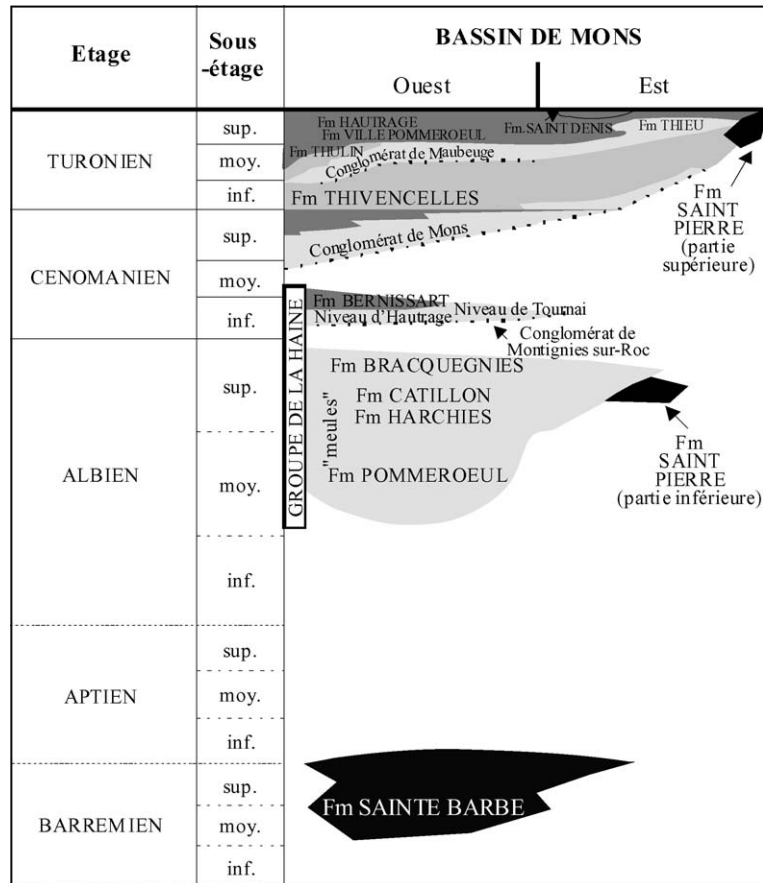 Etage
Sous
-étage
BASSIN DE MONS
Ouest
Est
TURONIEN
sup.
moy.
inf.
Fm HAUTRAGE
Fm VILLE POMMEROEUL
Fm SAINT DENIS
Fm THIEU
Fm THULIN
Conglomérat de Maubeuge
Fm THIVENCELLES
Fm
SAINT
PIERRE
(partie
supérieure)
CENOMANIEN
sup.
moy.
inf.
Conglomérat de Mons
Fm BERNISSART
Niveau d'Hautrage
Niveau de Tournai
Conglomérat de
Montignies sur-Roc
GROUPE DE LA HAINE
ALBIEN
sup.
moy.
inf.
Fm BRACQUEGNIES
Fm CATILLON
Fm HARCHIES
"meules"
Fm POMMEROEUL
Fm
SAINT
PIERRE
(partie inférieure)
APTIEN
sup.
moy.
inf.
BARREMIEN
sup.
moy.
inf.
Fm SAINTE BARBE